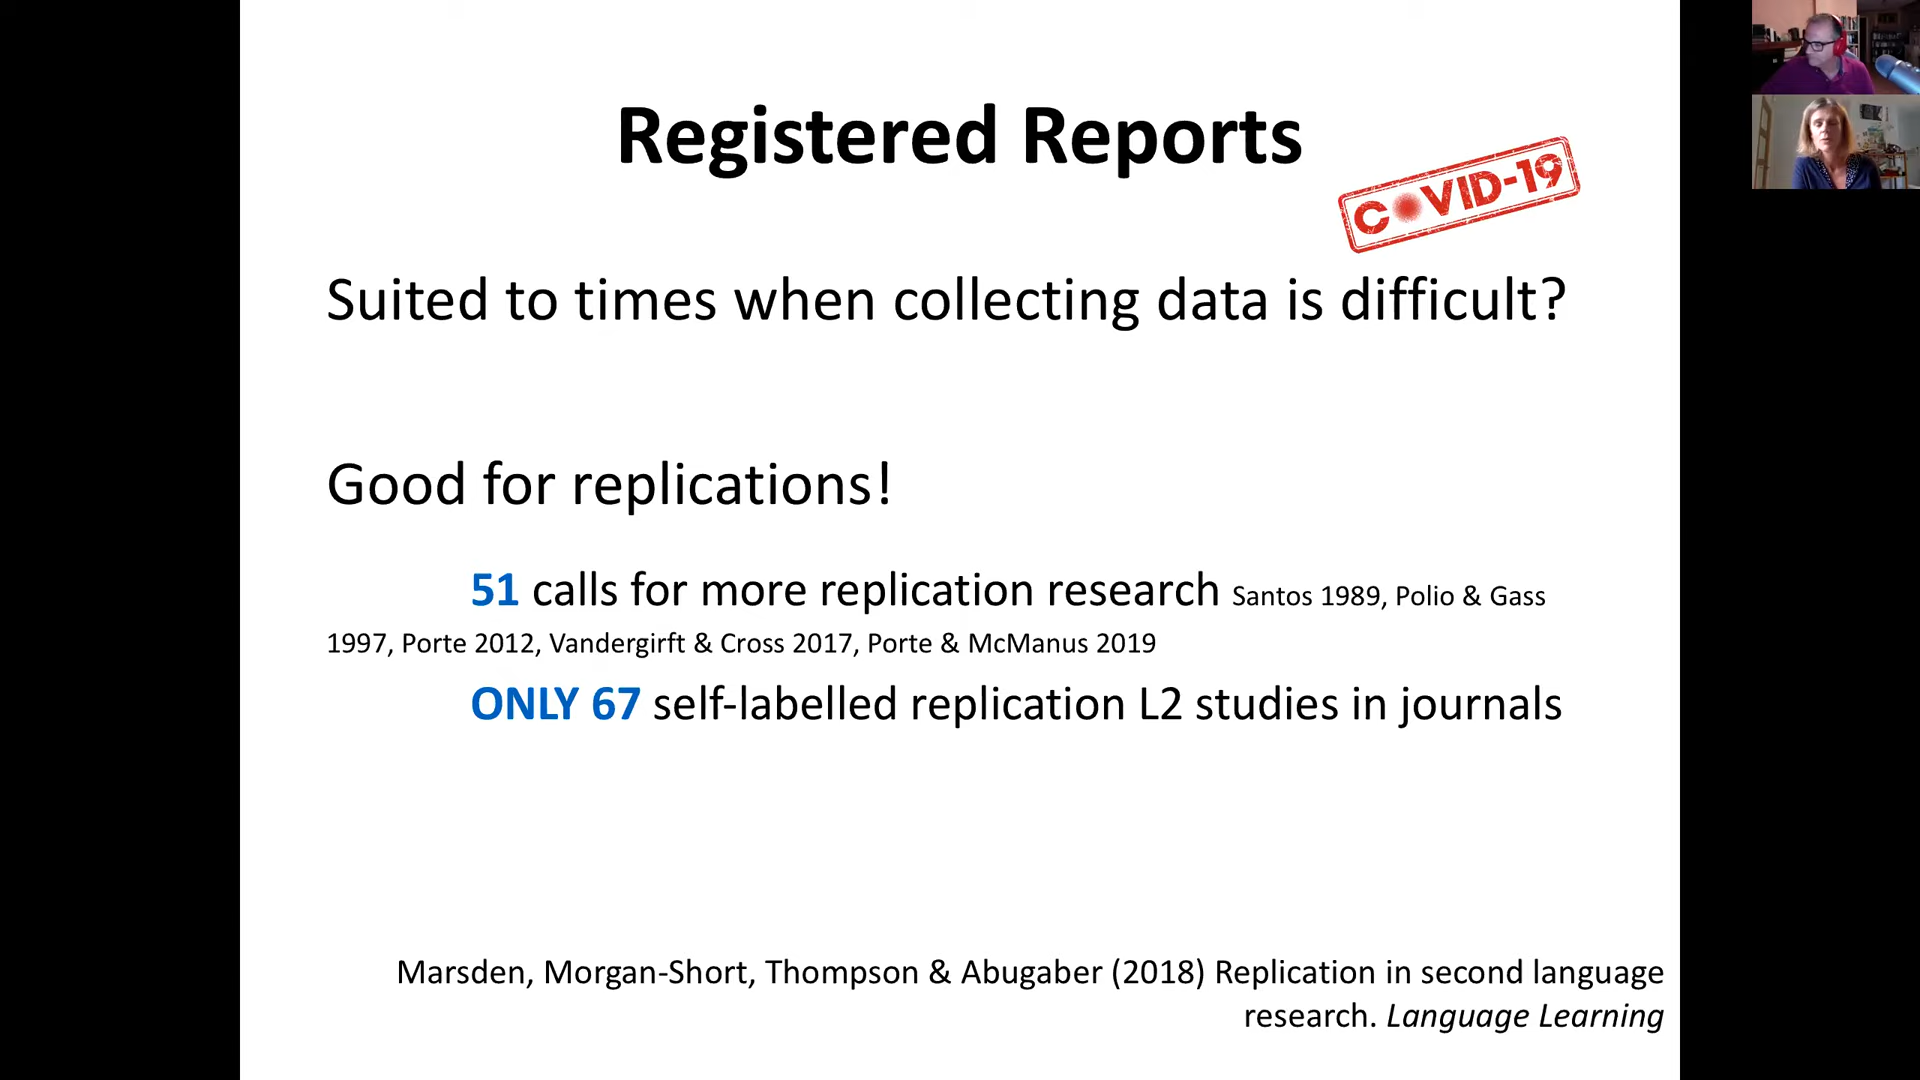 Registered Reports
COVID-19
Suited to times when collecting data is difficult?
Good for replications!
51 calls for more replication research Santos 1989, Polio & Gass
1997, Porte 2012, Vandergirft & Cross 2017, Porte & McManus 2019
ONLY 67 self-labelled replication L2 studies in journals
Marsden, Morgan-Short, Thompson & Abugaber (2018) Replication in second language
research. Language Learning